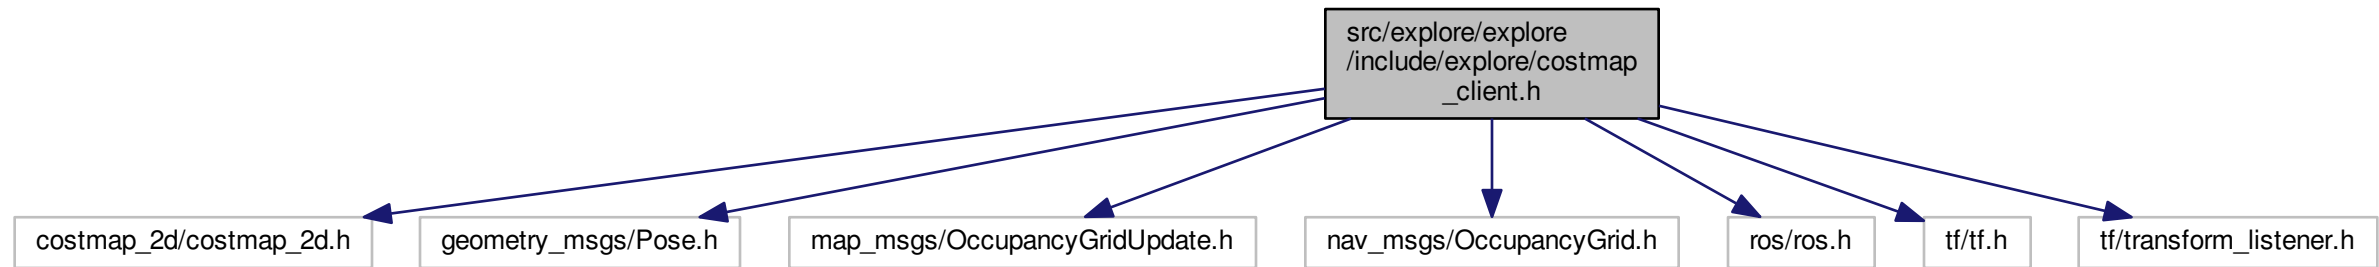 src/explore/explore
/include/explore/costmap
_client.h
costmap_2d/costmap_2d.h
geometry_msgs/Pose.h
map_msgs/OccupancyGridUpdate.h
nav_msgs/OccupancyGrid.h
ros/ros.h
tf/tf.h
tf/transform_listener.h